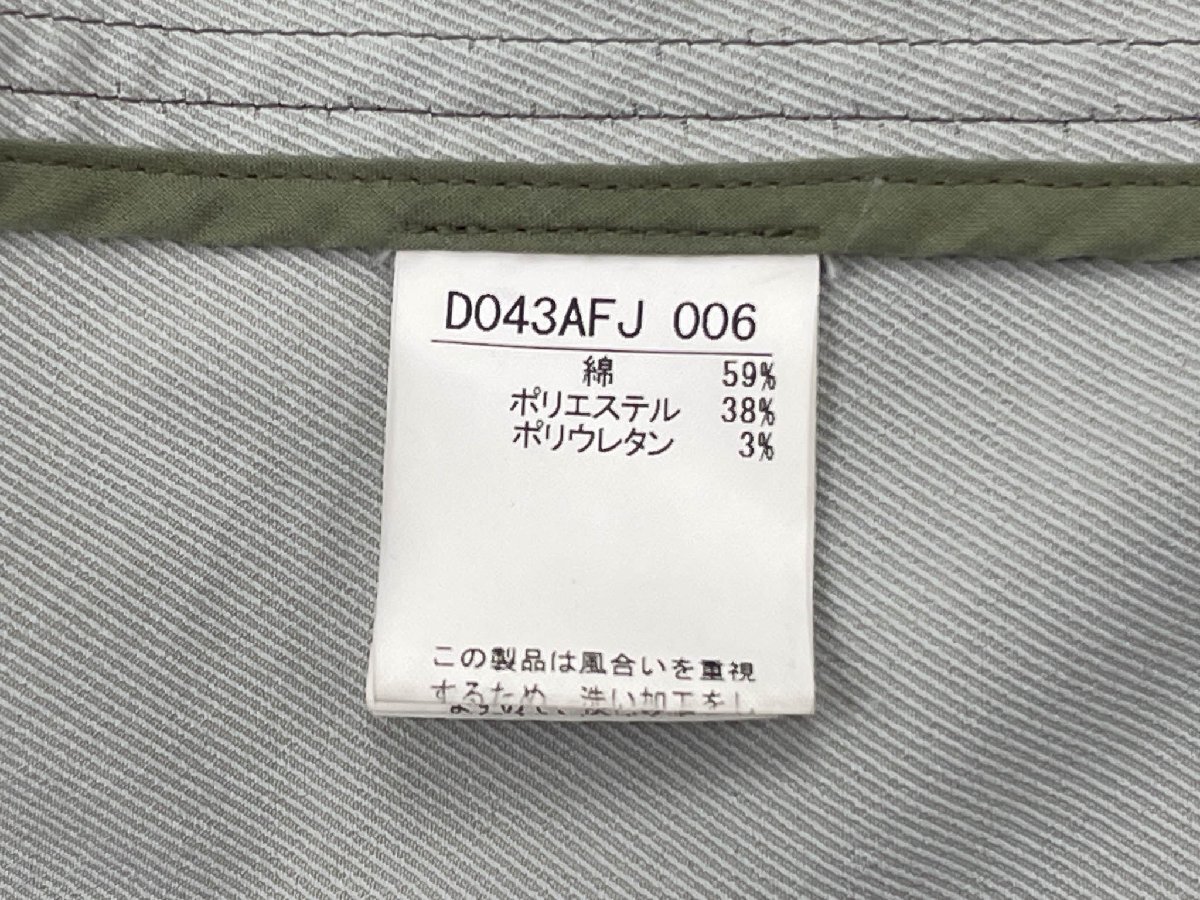 D043AFJ 006
綿 59%
ポリエステル 38%
ポリウレタン 3%
この製品は風合いを重視
するため、洗い加工をし